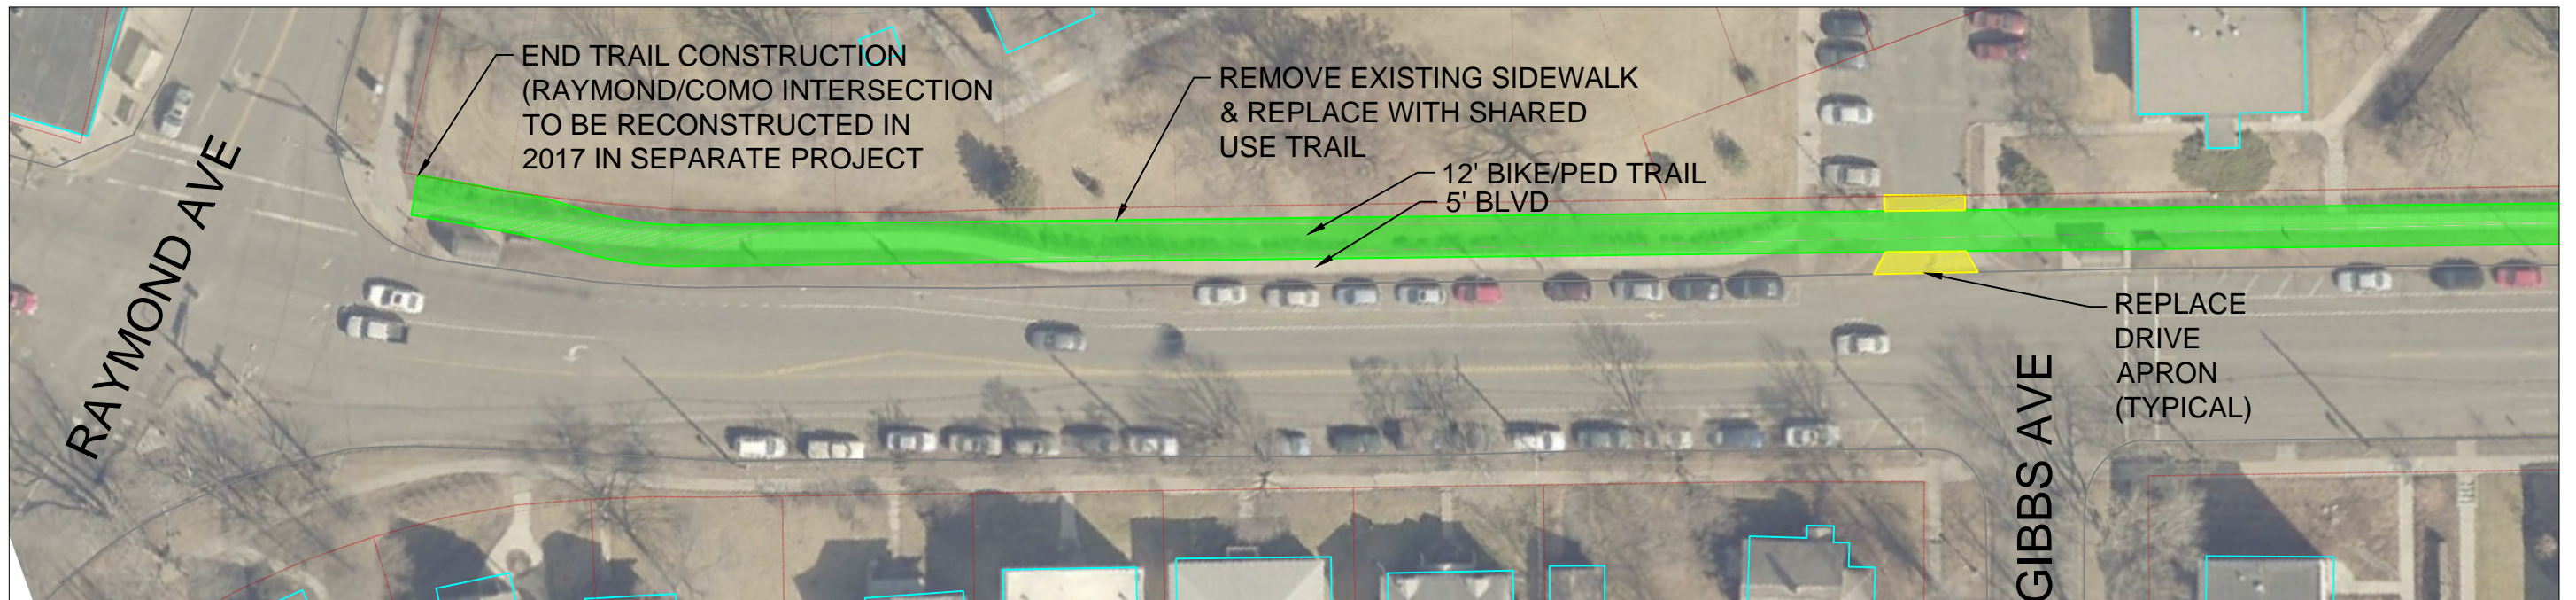 END TRAIL CONSTRUCTION
(RAYMOND/COMO INTERSECTION
TO BE RECONSTRUCTED IN
2017 IN SEPARATE PROJECT
REMOVE EXISTING SIDEWALK
& REPLACE WITH SHARED
USE TRAIL
12' BIKE/PED TRAIL
5' BLVD
RAYMOND AVE
REPLACE
DRIVE
APRON
(TYPICAL)
GIBBS AVE